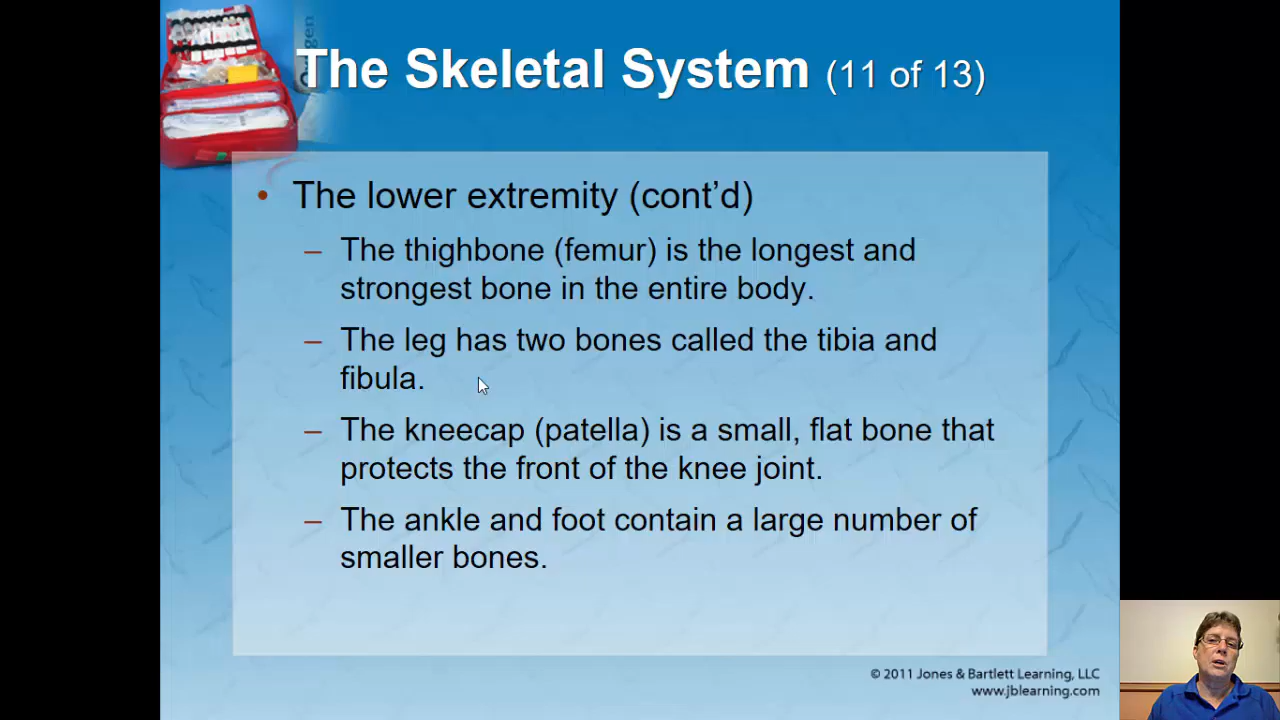 Oxygen
The Skeletal System (11 of 13)
• The lower extremity (cont’d)
– The thighbone (femur) is the longest and
strongest bone in the entire body.
– The leg has two bones called the tibia and
fibula.
– The kneecap (patella) is a small, flat bone that
protects the front of the knee joint.
– The ankle and foot contain a large number of
smaller bones.
© 2011 Jones & Bartlett Learning, LLC
www.jblearning.com